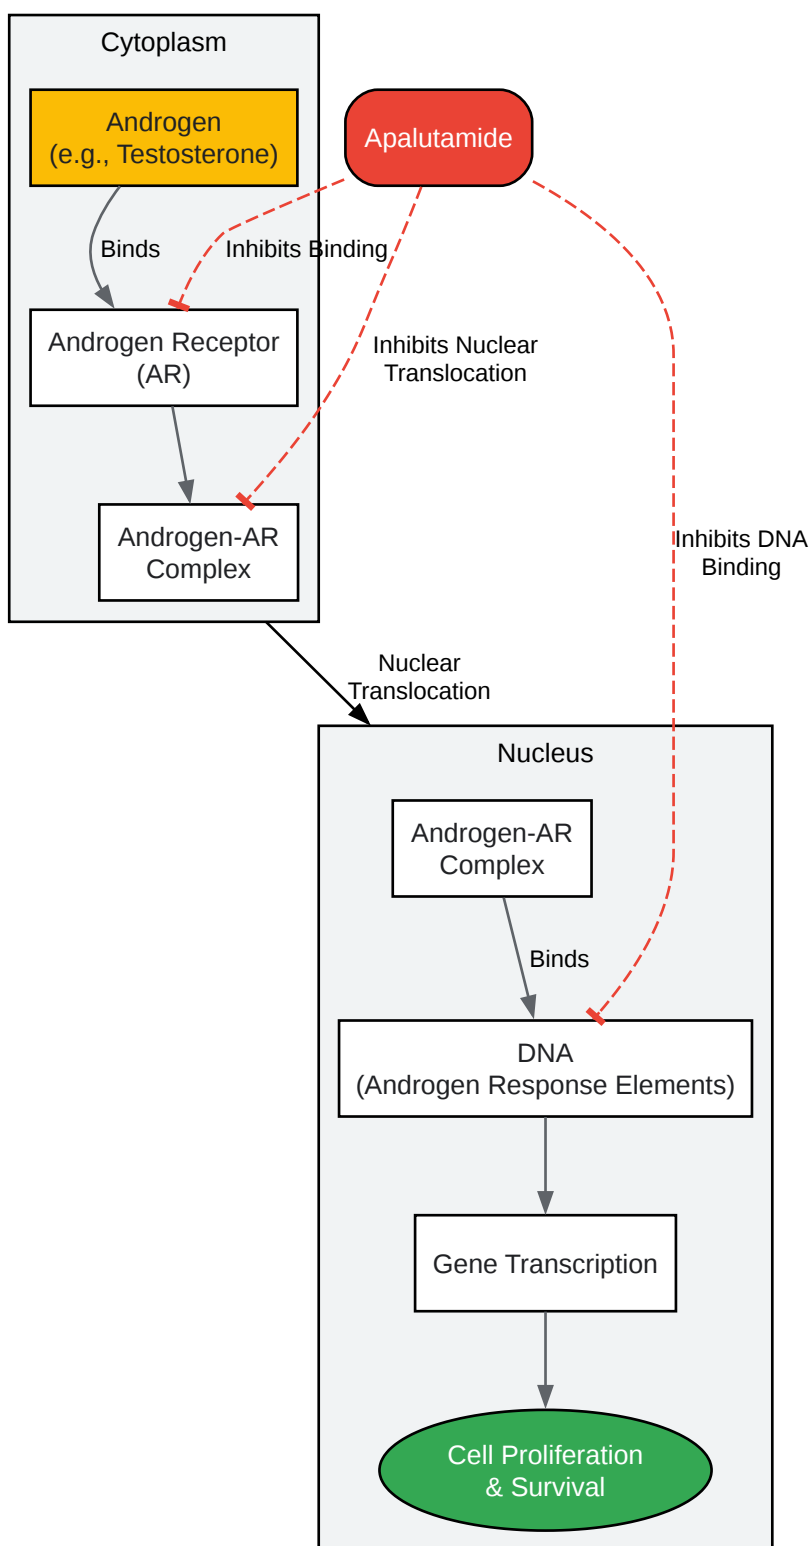 Cytoplasm
Androgen
(e.g., Testosterone)
Apalutamide
Binds
Inhibits Binding
Androgen Receptor
(AR)
Inhibits Nuclear
Translocation
Androgen-AR
Complex
Inhibits DNA
Binding
Nuclear
Translocation
Nucleus
Androgen-AR
Complex
Binds
DNA
(Androgen Response Elements)
Gene Transcription
Cell Proliferation
& Survival